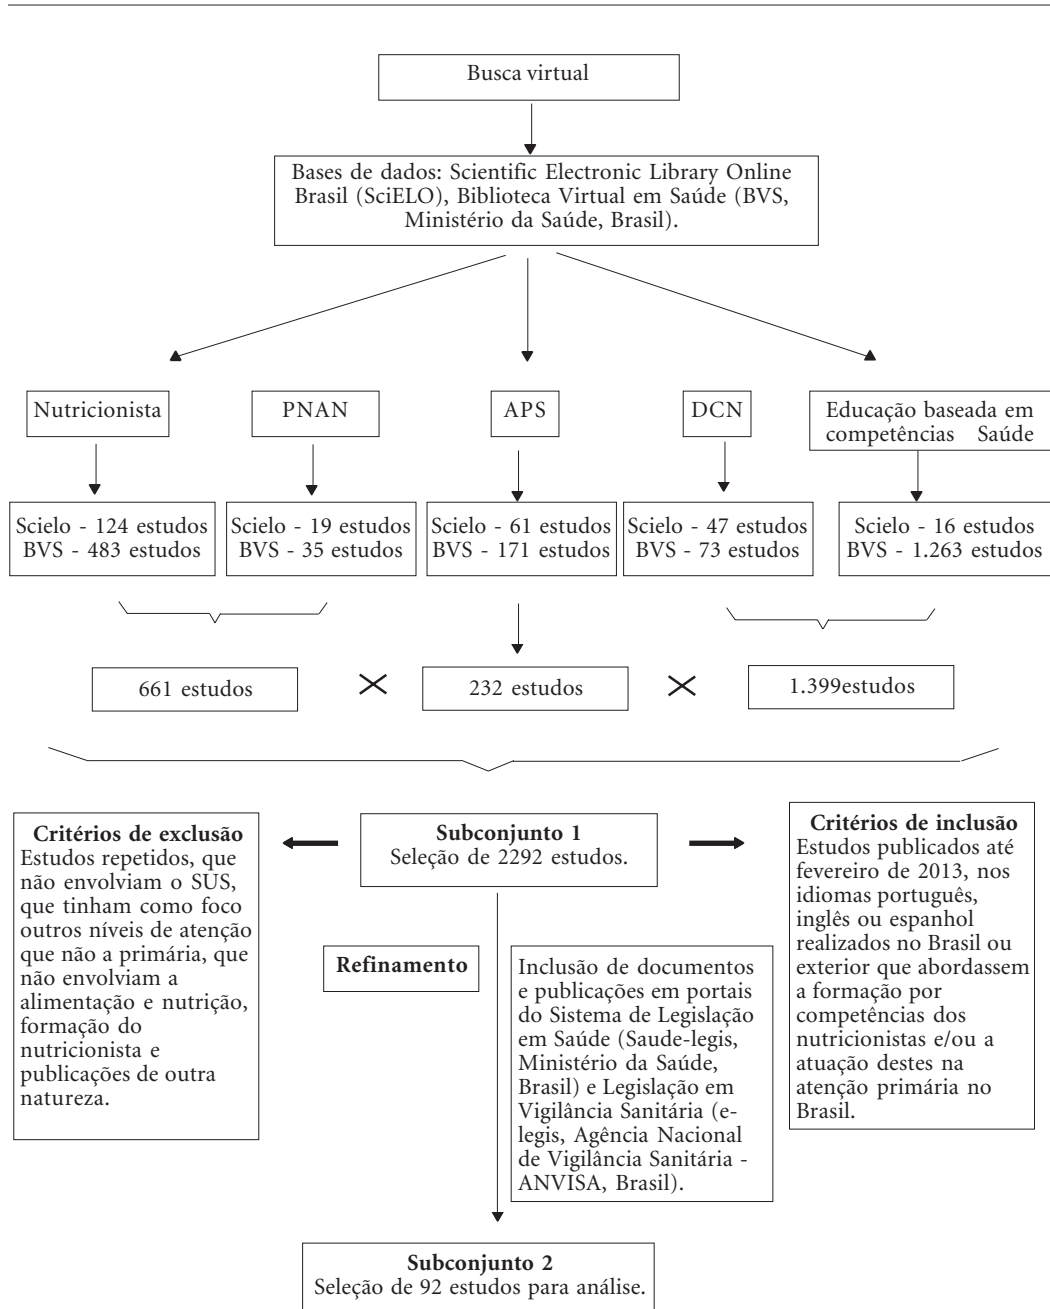 Busca virtual
Bases de dados: Scientific Electronic Library Online
Brasil (SciELO), Biblioteca Virtual em Saúde (BVS,
Ministério da Saúde, Brasil).
Nutricionista
PNAN
APS
DCN
Educação baseada em
competências Saúde
Scielo - 124 estudos
BVS - 483 estudos
Scielo - 19 estudos
BVS - 35 estudos
Scielo - 61 estudos
BVS - 171 estudos
Scielo - 47 estudos
BVS - 73 estudos
Scielo - 16 estudos
BVS - 1.263 estudos
661 estudos
232 estudos
1.399estudos
Critérios de exclusão
Estudos repetidos, que
não envolviam o SUS,
que tinham como foco
outros níveis de atenção
que não a primária, que
não envolviam a
alimentação e nutrição,
formação do
nutricionista e
publicações de outra
natureza.
Subconjunto 1
Seleção de 2292 estudos.
Critérios de inclusão
Estudos publicados até
fevereiro de 2013, nos
idiomas português,
inglês ou espanhol
realizados no Brasil ou
exterior que abordassem
a formação por
competências dos
nutricionistas e/ou a
atuação destes na
atenção primária no
Brasil.
Refinamento
Inclusão de documentos
e publicações em portais
do Sistema de Legislação
em Saúde (Saude-legis,
Ministério da Saúde,
Brasil) e Legislação em
Vigilância Sanitária (e-
legis, Agência Nacional
de Vigilância Sanitária -
ANVISA, Brasil).
Subconjunto 2
Seleção de 92 estudos para análise.